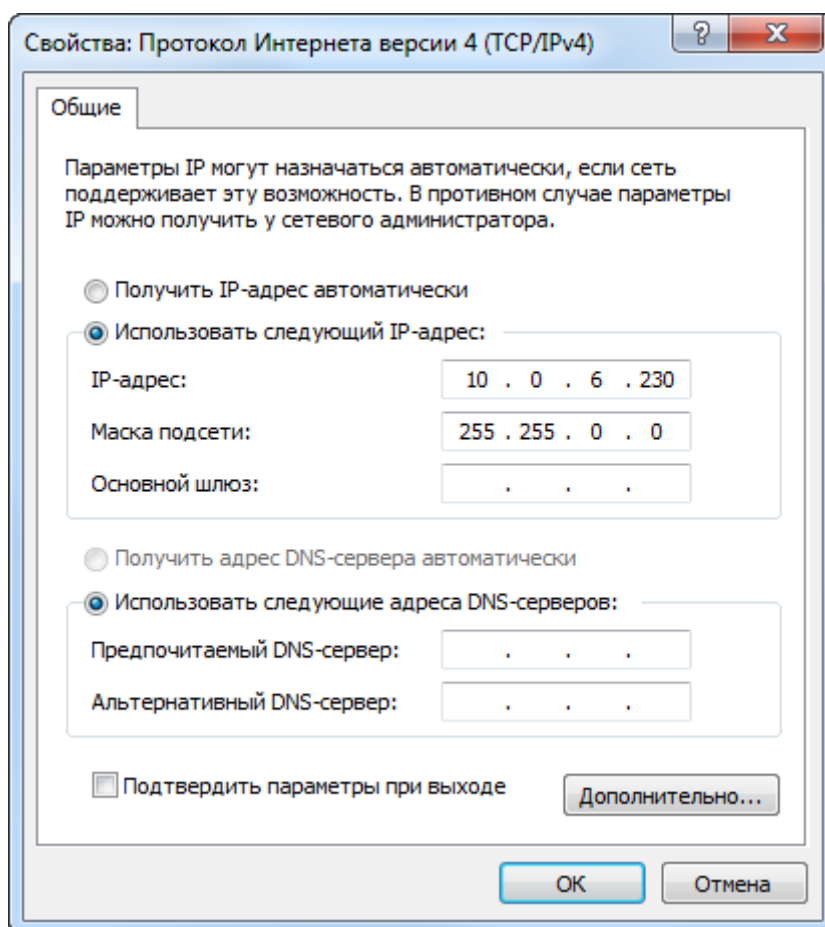 Свойства: Протокол Интернета версии 4 (TCP/IPv4)
?
Общие
Параметры IP могут назначаться автоматически, если сеть
поддерживает эту возможность. В противном случае параметры
IP можно получить у сетевого администратора.
Получить IP-адрес автоматически
Использовать следующий IP-адрес:
IP-адрес: 10 . 0 . 6 . 230
Маска подсети: 255 . 255 . 0 . 0
Основной шлюз: . . .
Получить адрес DNS-сервера автоматически
Использовать следующие адреса DNS-серверов:
Предпочитаемый DNS-сервер: . . .
Альтернативный DNS-сервер: . . .
Подтвердить параметры при выходе
Дополнительно...
OK Отмена